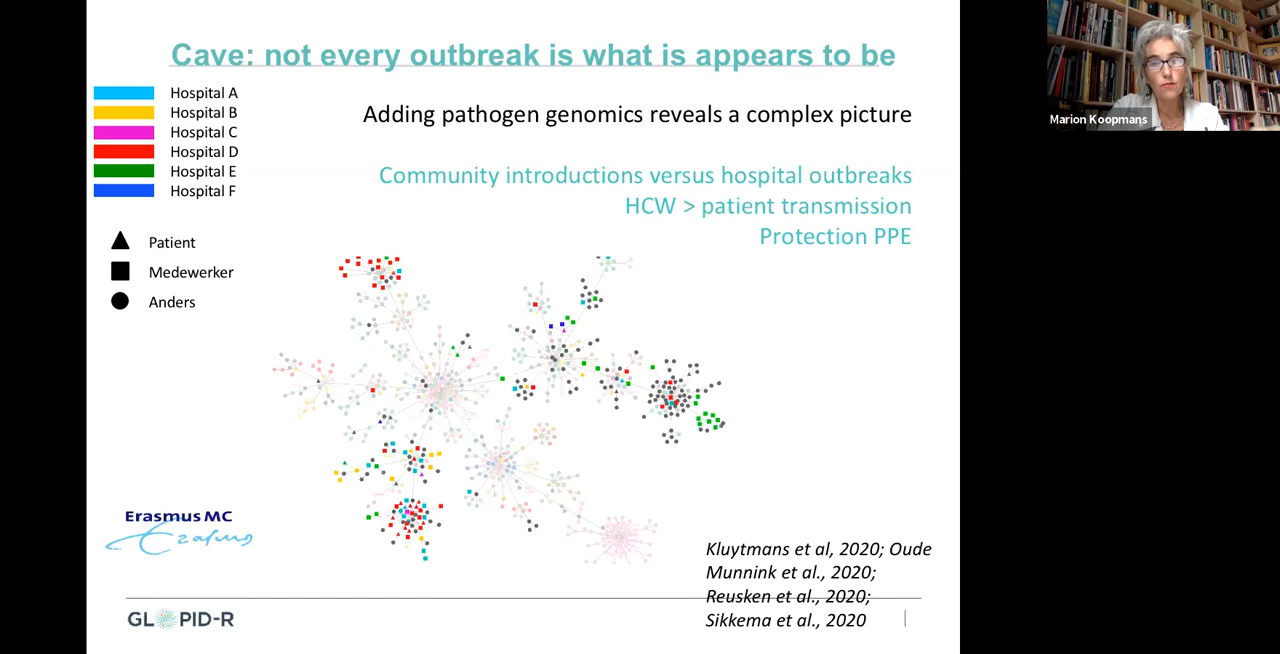 Cave: not every outbreak is what is appears to be
Hospital A
Hospital B
Hospital C
Hospital D
Hospital E
Hospital F
Adding pathogen genomics reveals a complex picture
Community introductions versus hospital outbreaks
HCW > patient transmission
Protection PPE
Patient
Medewerker
Anders
Erasmus MC
Erasmus
Kluytmans et al, 2020; Oude
Munnink et al., 2020;
Reusken et al., 2020;
Sikkema et al., 2020
GLOPID-R
Marion Koopmans